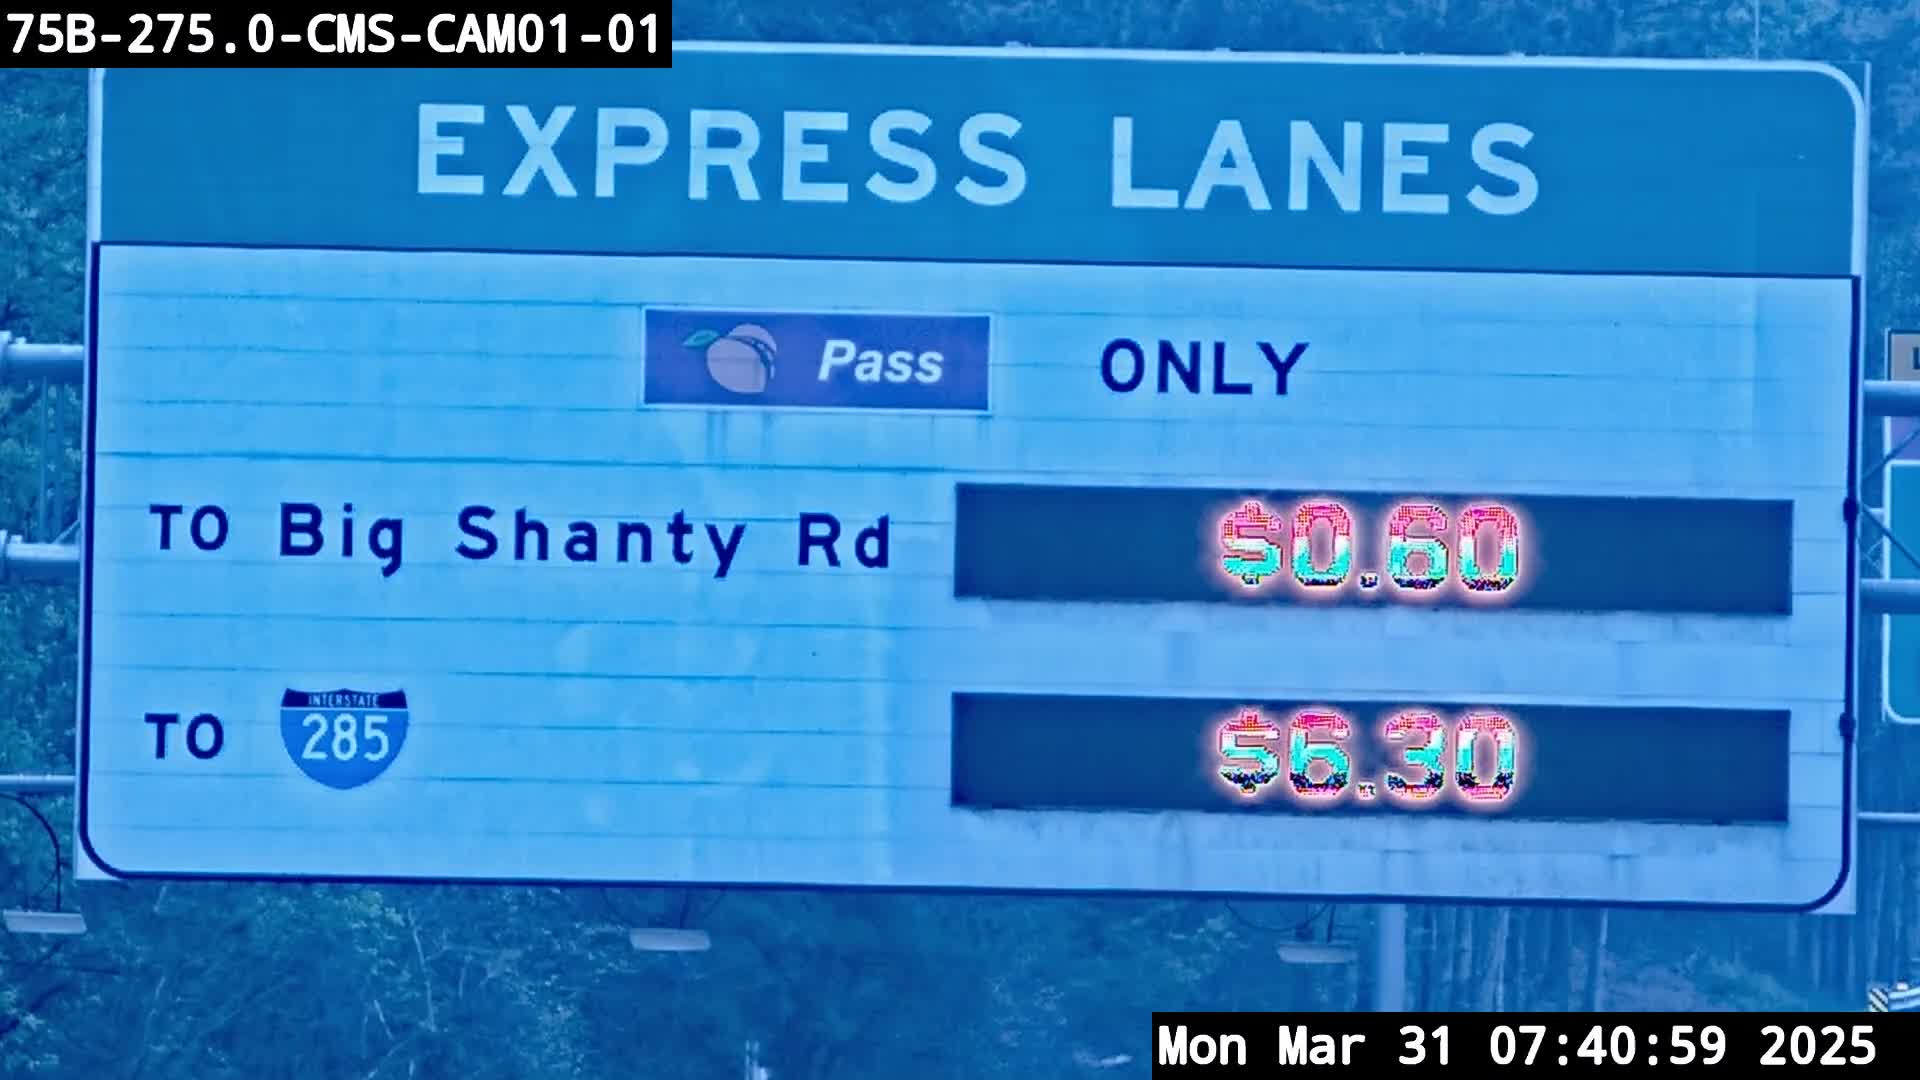 75B-275.0-CMS-CAM01-01
EXPRESS LANES
Pass ONLY
TO Big Shanty Rd $0.60
TO INTERSTATE 285 $6.30
Mon Mar 31 07:40:59 2025